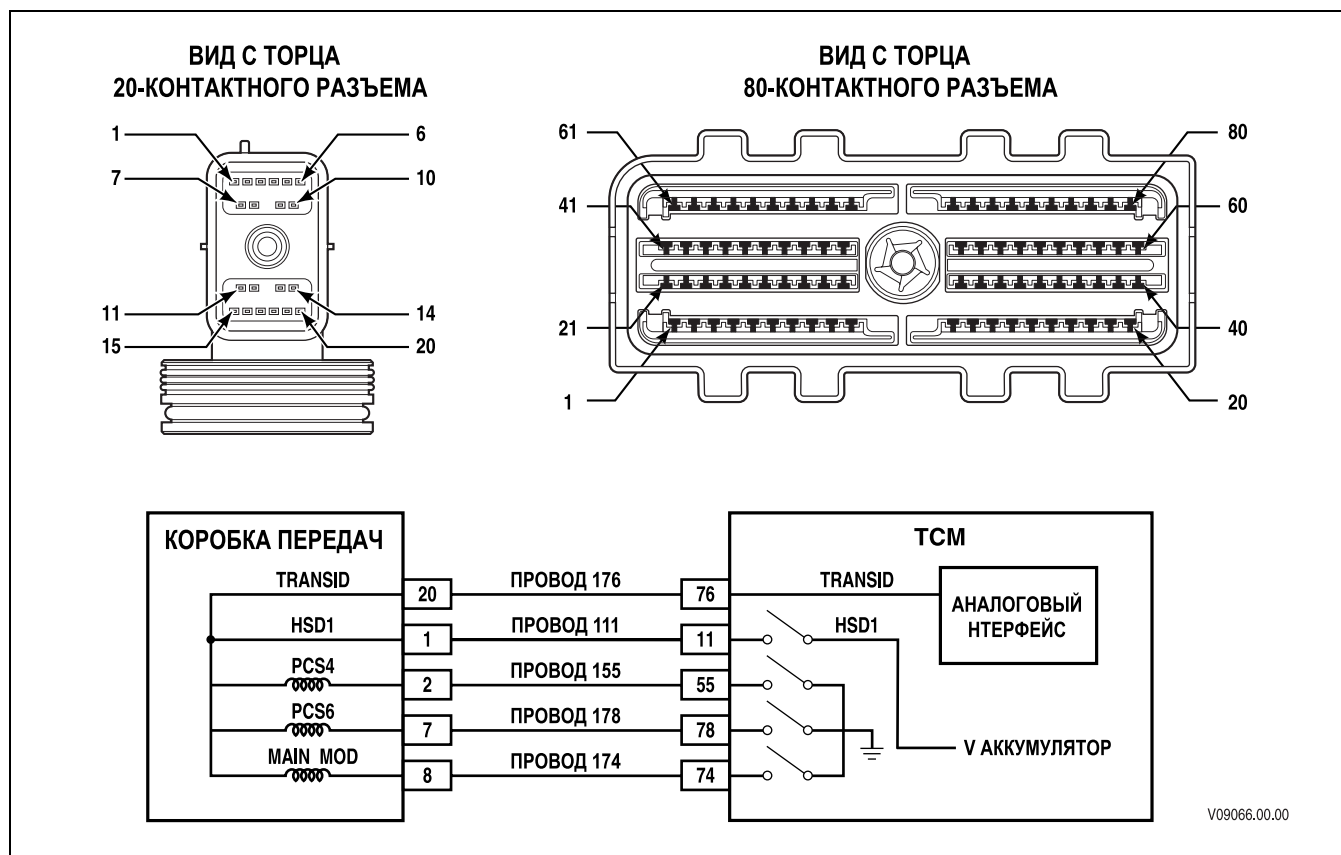 ВИД С ТОРЦА
20-КОНТАКТНОГО РАЗЪЕМА
1
6
7
10
11
14
15
20
ВИД С ТОРЦА
80-КОНТАКТНОГО РАЗЪЕМА
61
80
41
60
21
40
1
20
КОРОБКА ПЕРЕДАЧ
TCM
TRANSID
20
ПРОВОД 176
76
TRANSID
АНАЛОГОВЫЙ
НТЕРФЕЙС
HSD1
1
ПРОВОД 111
11
HSD1
PCS4
2
ПРОВОД 155
55
PCS6
7
ПРОВОД 178
78
V АККУМУЛЯТОР
MAIN MOD
8
ПРОВОД 174
74
V09066.00.00